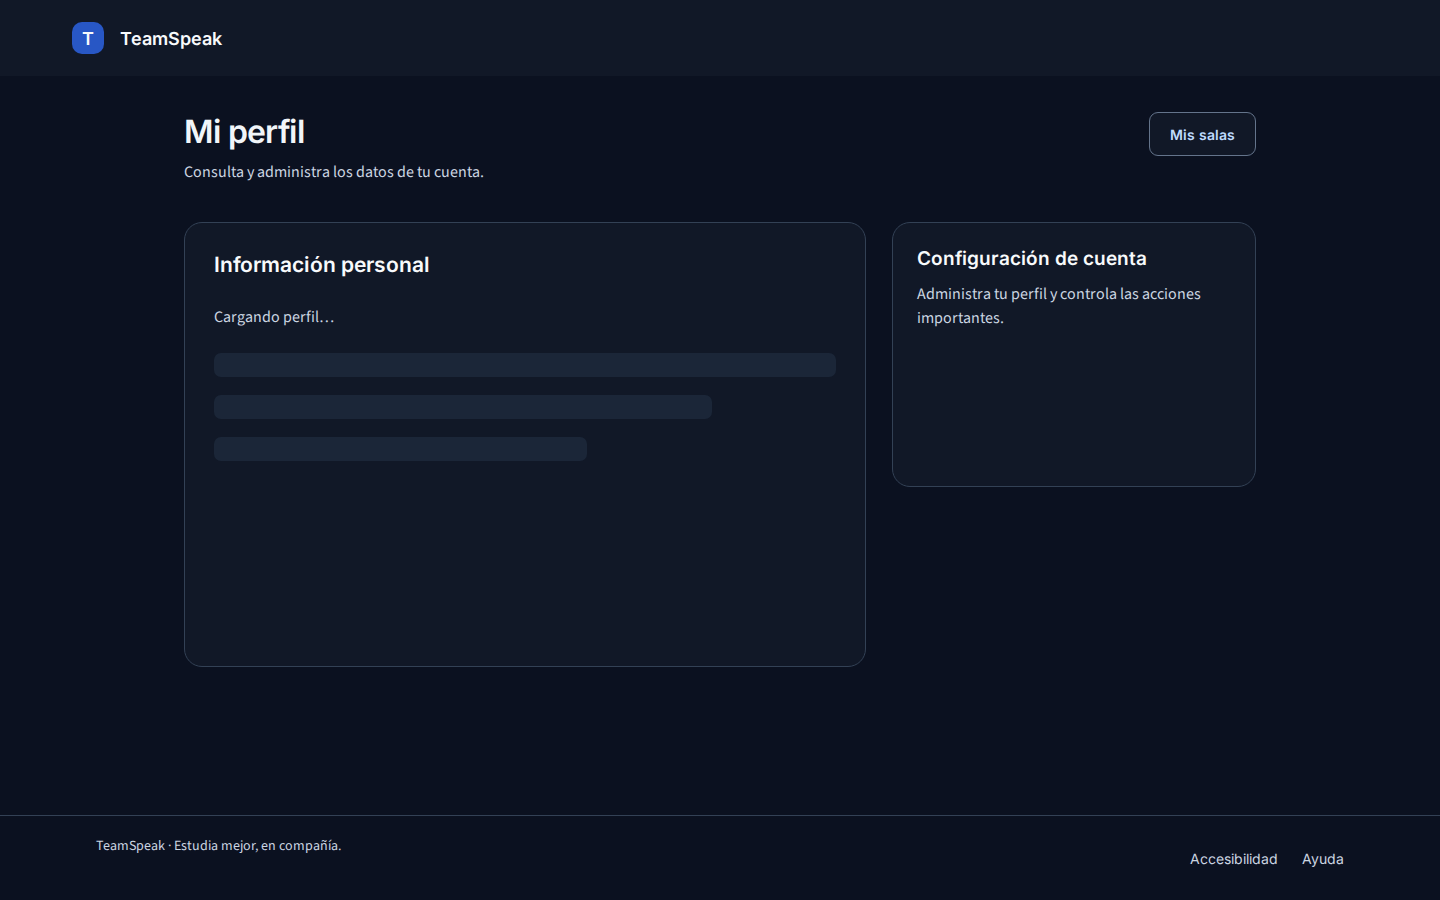 T TeamSpeak
Mi perfil
Consulta y administra los datos de tu cuenta.
Mis salas
Información personal
Cargando perfil…
Configuración de cuenta
Administra tu perfil y controla las acciones
importantes.
TeamSpeak · Estudia mejor, en compañía.
Accesibilidad Ayuda